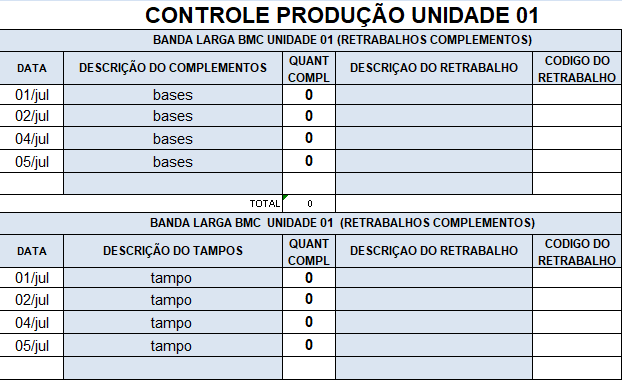 CONTROLE PRODUÇÃO UNIDADE 01
BANDA LARGA BMC UNIDADE 01 (RETRABALHOS COMPLEMENTOS)
DATA DESCRIÇÃO DO COMPLEMENTOS QUANT COMPL DESCRIÇAO DO RETRABALHO CODIGO DO RETRABALHO
01/jul bases 0
02/jul bases 0
04/jul bases 0
05/jul bases 0
TOTAL 0
BANDA LARGA BMC UNIDADE 01 (RETRABALHOS COMPLEMENTOS)
DATA DESCRIÇÃO DO TAMPOS QUANT COMPL DESCRIÇAO DO RETRABALHO CODIGO DO RETRABALHO
01/jul tampo 0
02/jul tampo 0
04/jul tampo 0
05/jul tampo 0